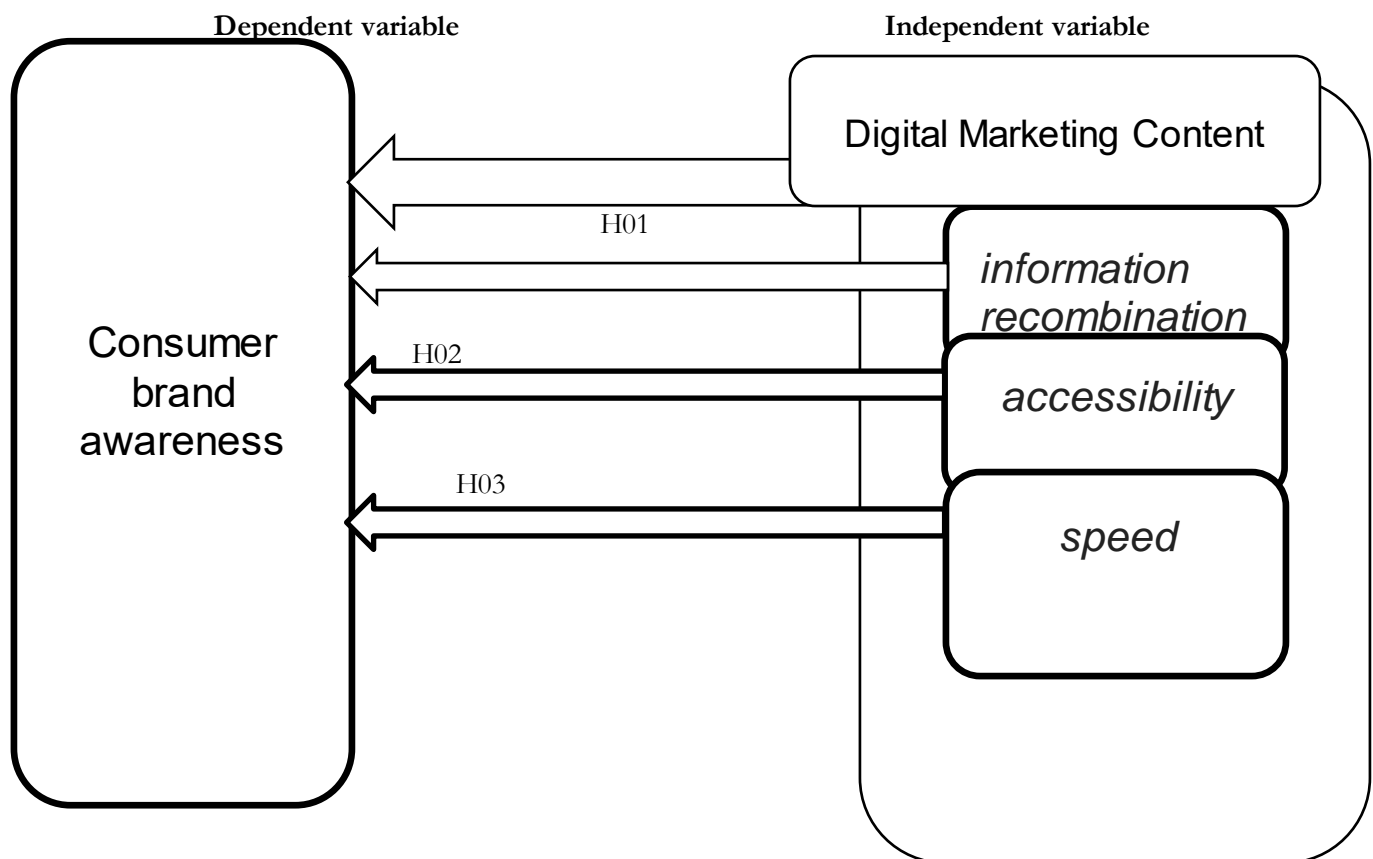 Dependent variable
Independent variable
Digital Marketing Content
H01
information
recombination
Consumer
brand
awareness
H02
accessibility
H03
speed